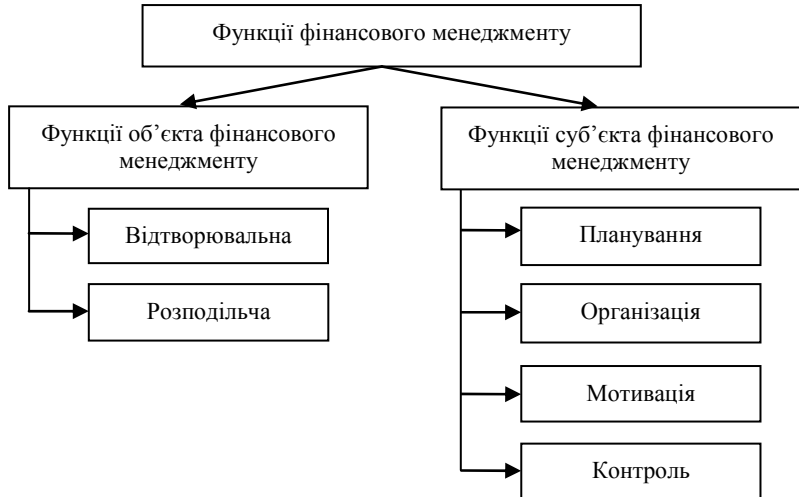 Функції фінансового менеджменту
Функції об’єкта фінансового
менеджменту
Відтворювальна
Розподільча
Функції суб’єкта фінансового
менеджменту
Планування
Організація
Мотивація
Контроль